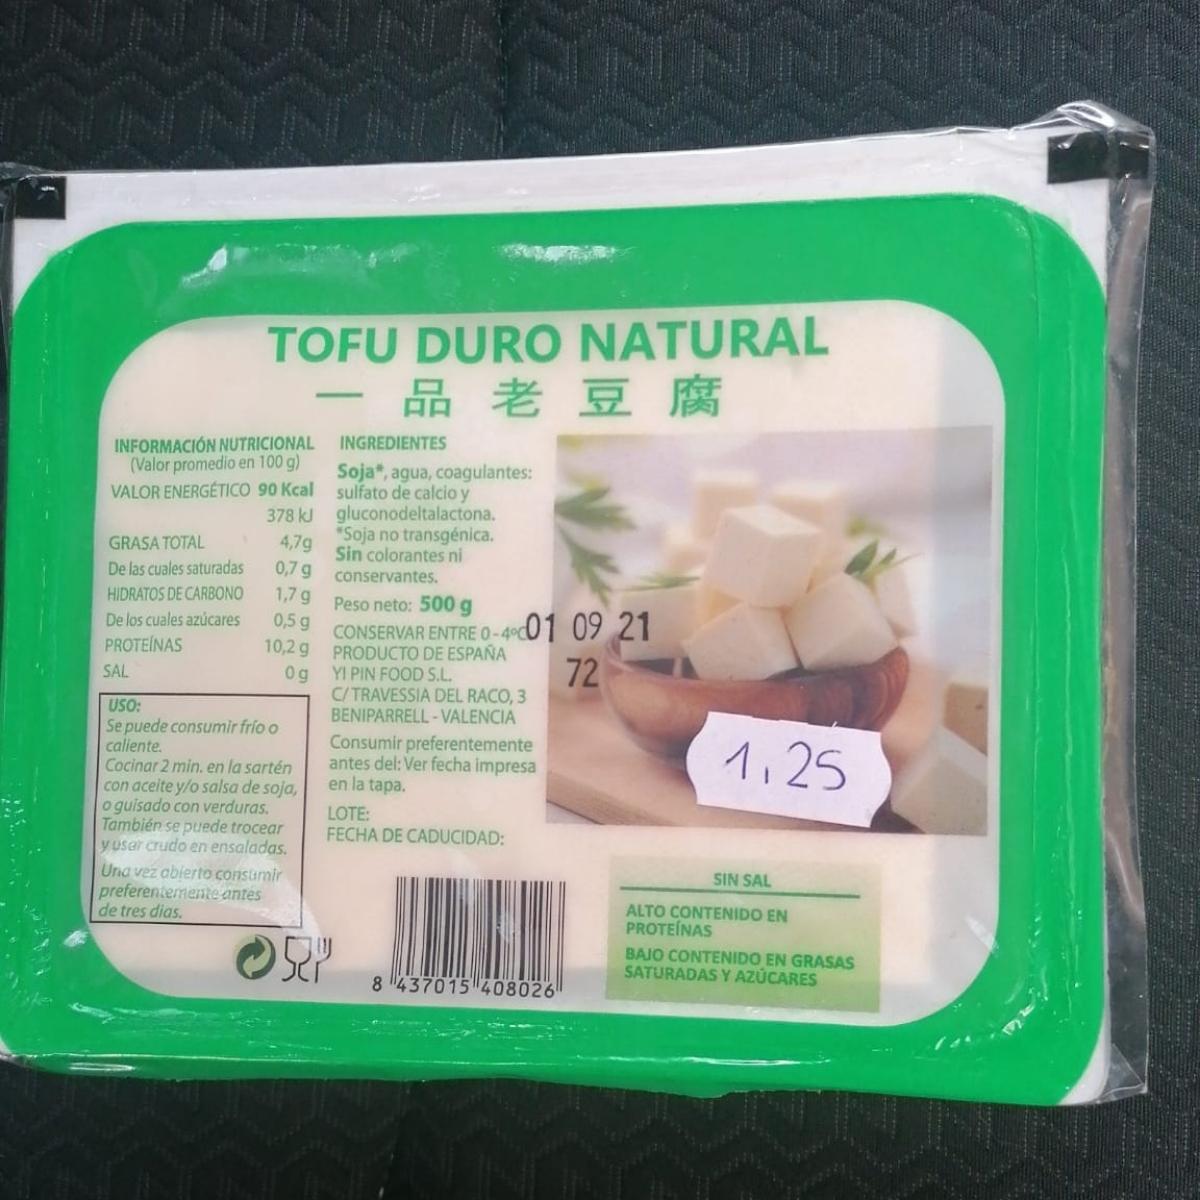 TOFU DURO NATURAL
一品老豆腐
INFORMACIÓN NUTRICIONAL
(Valor promedio en 100 g)
VALOR ENERGÉTICO 90 Kcal
378 kJ
GRASA TOTAL 4,7g
De las cuales saturadas 0,7 g
HIDRATOS DE CARBONO 1,7 g
De los cuales azúcares 0,5 g
PROTEÍNAS 10,2 g
SAL 0 g
USO:
Se puede consumir frío o
caliente.
Cocinar 2 min. en la sartén
con aceite y/o salsa de soja,
o guisado con verduras.
También se puede trocear
y usar crudo en ensaladas.
Una vez abierto consumir
preferentemente antes
de tres dias.
INGREDIENTES
Soja*, agua, coagulantes:
sulfato de calcio y
gluconodeltalactona.
*Soja no transgénica.
Sin colorantes ni
conservantes.
Peso neto: 500 g
CONSERVAR ENTRE 0-4ºC
PRODUCTO DE ESPAÑA
YI PIN FOOD S.L.
C/ TRAVESSIA DEL RACO, 3
BENIPARRELL - VALENCIA
Consumir preferentemente
antes del: Ver fecha impresa
en la tapa.
LOTE:
FECHA DE CADUCIDAD:
01 09 21
72
1,25
8 437015 408026
SIN SAL
ALTO CONTENIDO EN
PROTEÍNAS
BAJO CONTENIDO EN GRASAS
SATURADAS Y AZÚCARES